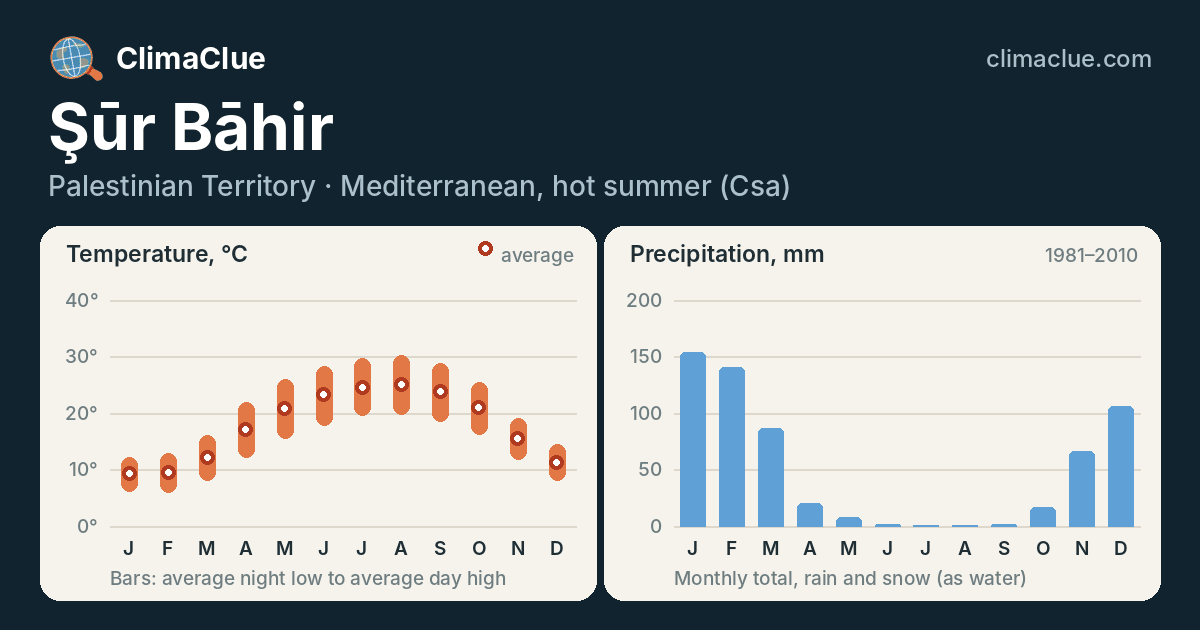 ClimaClue
climaclue.com
Şūr Bāhir
Palestinian Territory · Mediterranean, hot summer (Csa)
Temperature, °C
average
40°
30°
20°
10°
0°
J F M A M J J A S O N D
Bars: average night low to average day high
Precipitation, mm
1981–2010
200
150
100
50
0
J F M A M J J A S O N D
Monthly total, rain and snow (as water)